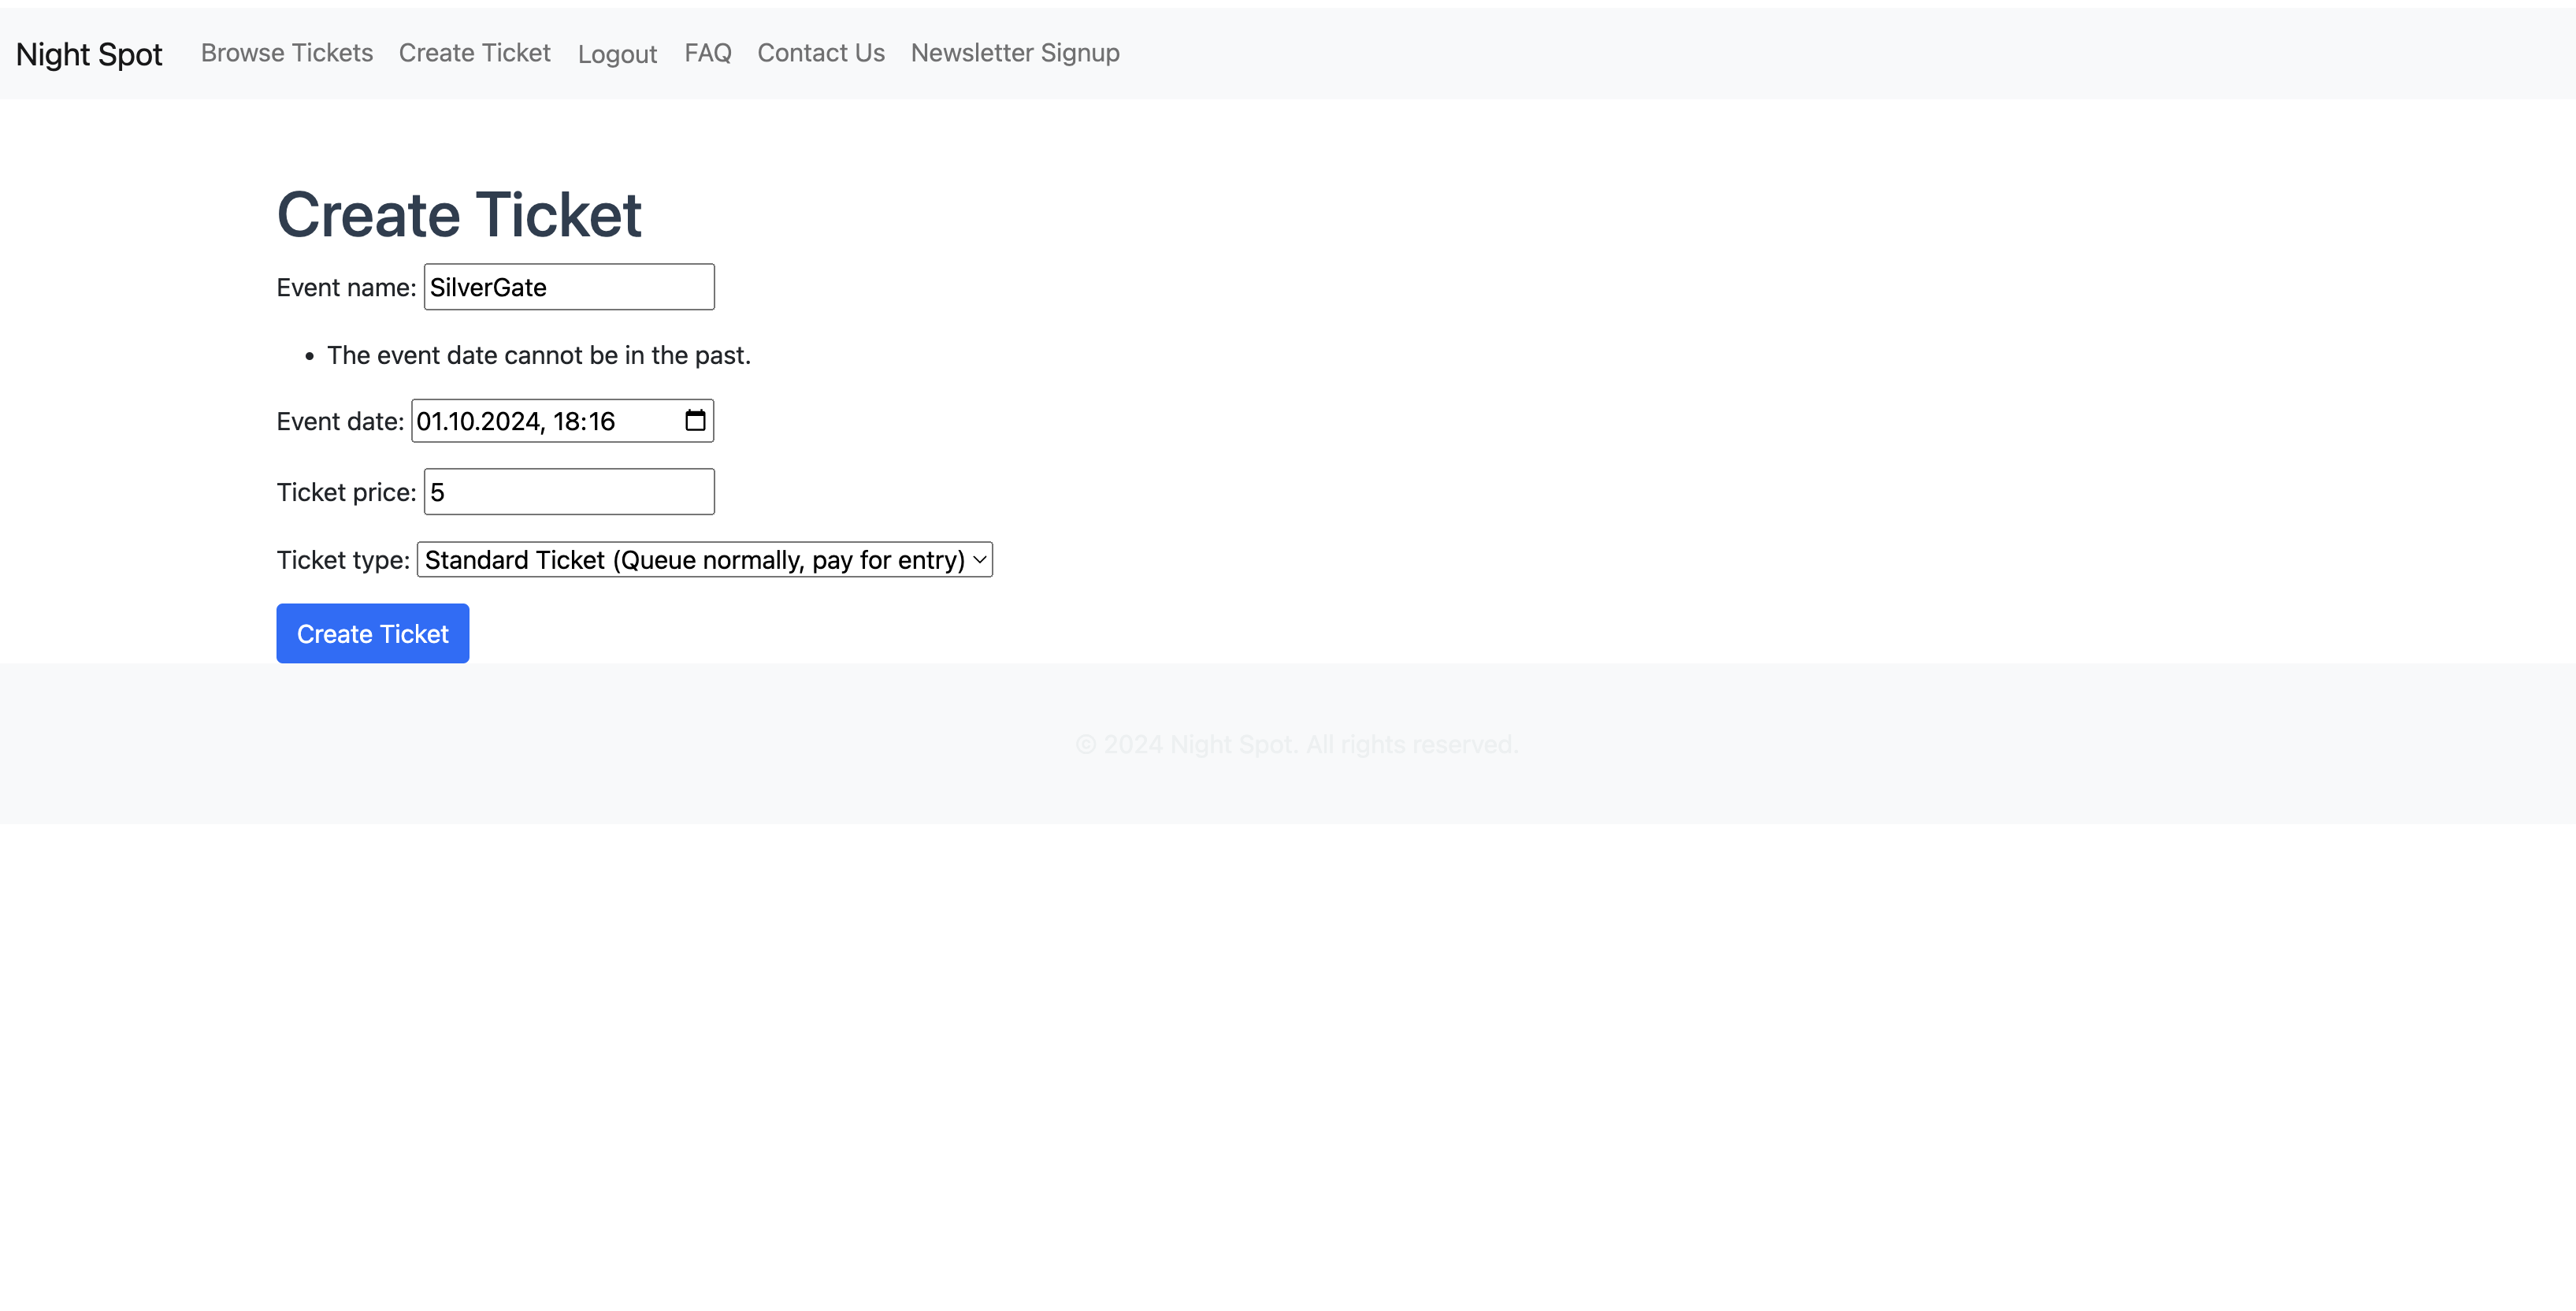 Night Spot Browse Tickets Create Ticket Logout FAQ Contact Us Newsletter Signup
Create Ticket
Event name: SilverGate
• The event date cannot be in the past.
Event date: 01.10.2024, 18:16
Ticket price: 5
Ticket type: Standard Ticket (Queue normally, pay for entry)
Create Ticket
© 2024 Night Spot. All rights reserved.